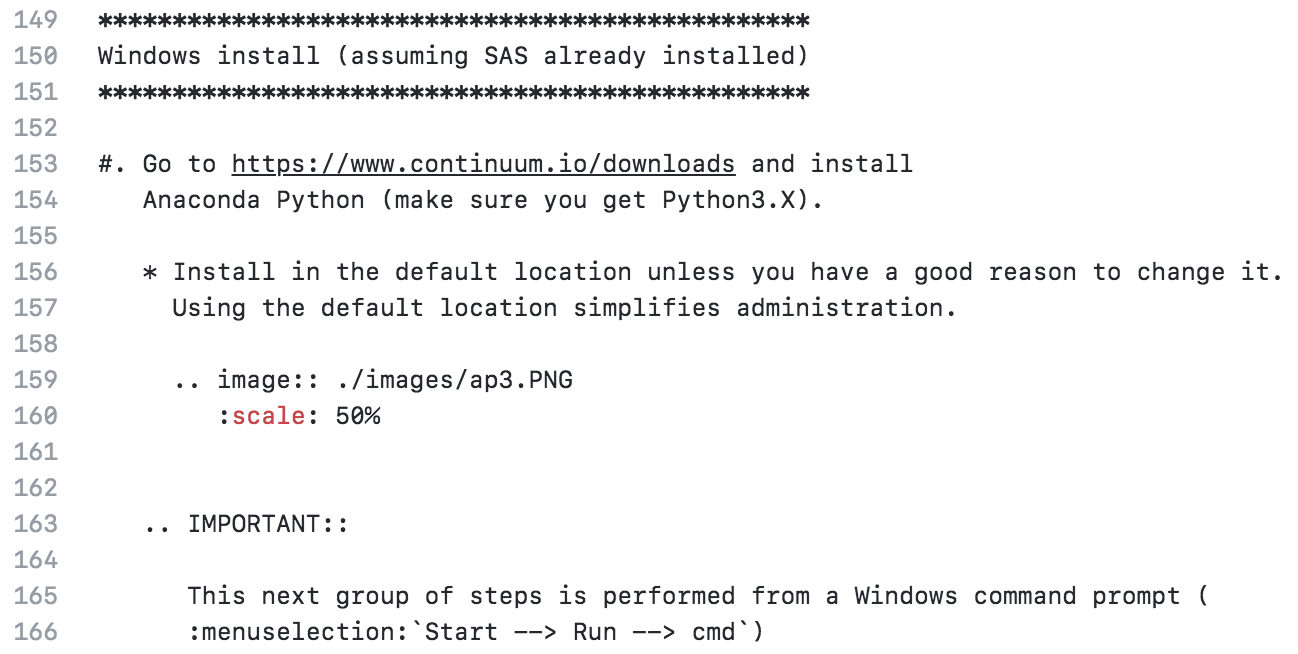 149 ************************************************
150 Windows install (assuming SAS already installed)
151 ************************************************
152
153 #. Go to https://www.continuum.io/downloads and install
154    Anaconda Python (make sure you get Python3.X).
155
156    * Install in the default location unless you have a good reason to change it.
157      Using the default location simplifies administration.
158
159      .. image:: ./images/ap3.PNG
160         :scale: 50%
161
162
163    .. IMPORTANT::
164
165       This next group of steps is performed from a Windows command prompt (
166       :menuselection:`Start --> Run --> cmd`)